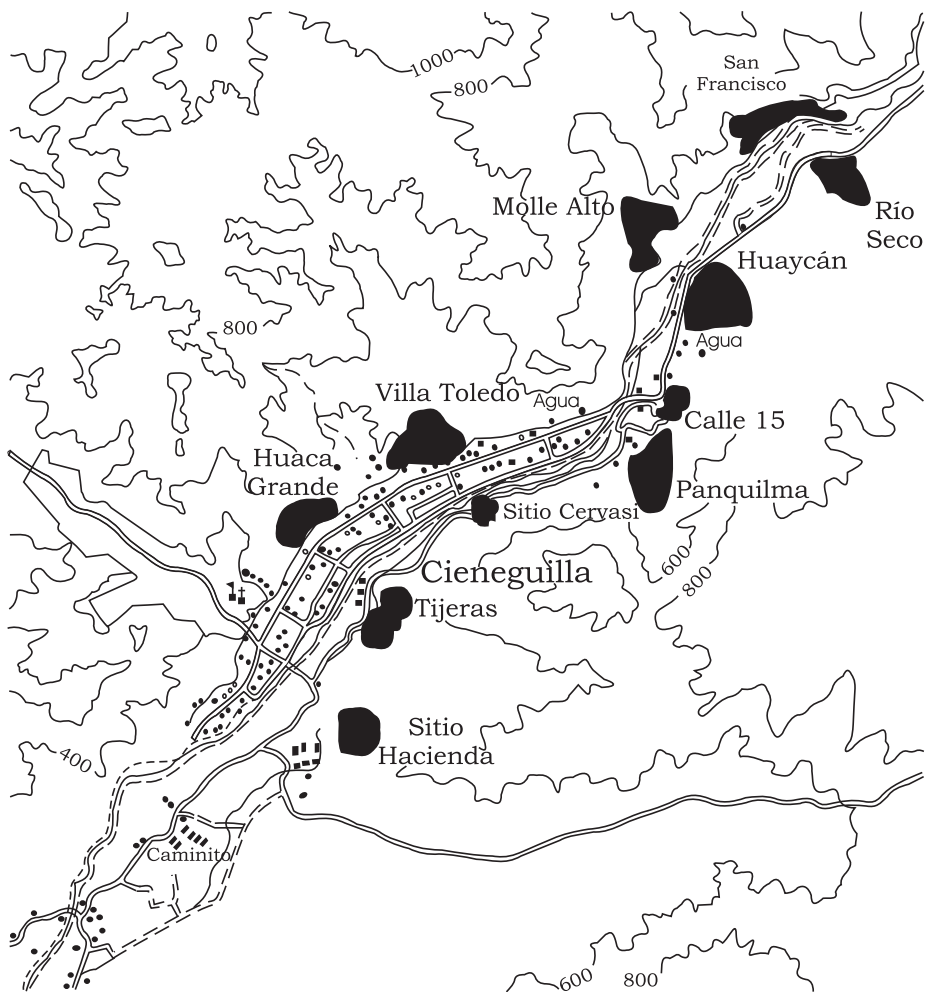 San
Francisco
1000
800
Molle Alto
Río
Seco
Huaycán
800
Agua
Villa Toledo
Agua
Calle 15
Huaca
Grande
Panquilma
Sitio Cervasi
600
Cieneguilla
800
Tijeras
Sitio
Hacienda
400
Caminito
600
800